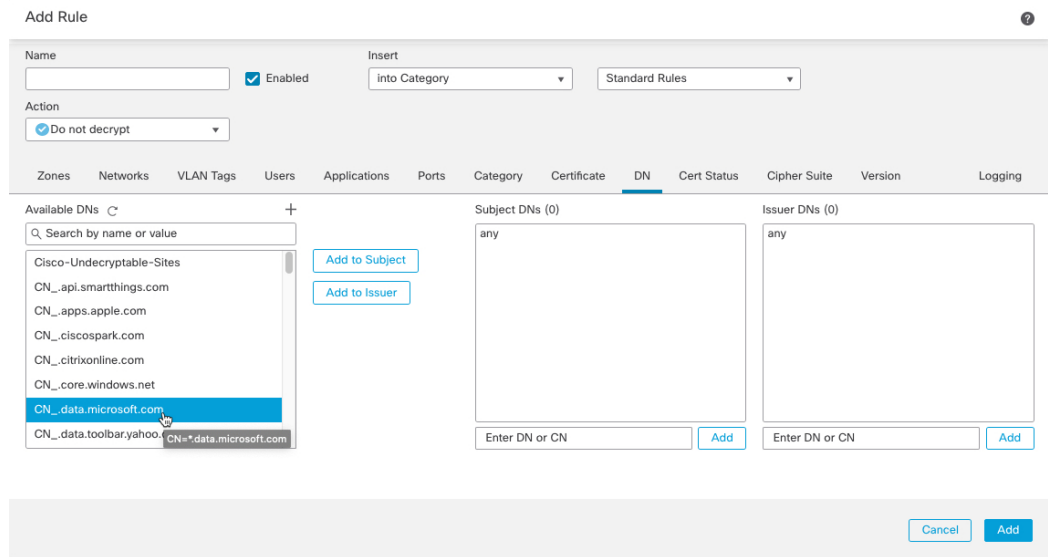 Add Rule
?
Name
Insert
Enabled
into Category
Standard Rules
Action
Do not decrypt
Zones Networks VLAN Tags Users Applications Ports Category Certificate DN Cert Status Cipher Suite Version Logging
Available DNs
Subject DNs (0)
Issuer DNs (0)
Search by name or value
any
any
Cisco-Undecryptable-Sites
Add to Subject
CN_.api.smartthings.com
Add to Issuer
CN_.apps.apple.com
CN_.ciscospark.com
CN_.citrixonline.com
CN_.core.windows.net
CN_.data.microsoft.com
CN_.data.toolbar.yahoo.
CN=*.data.microsoft.com
Enter DN or CN
Add
Enter DN or CN
Add
Cancel
Add